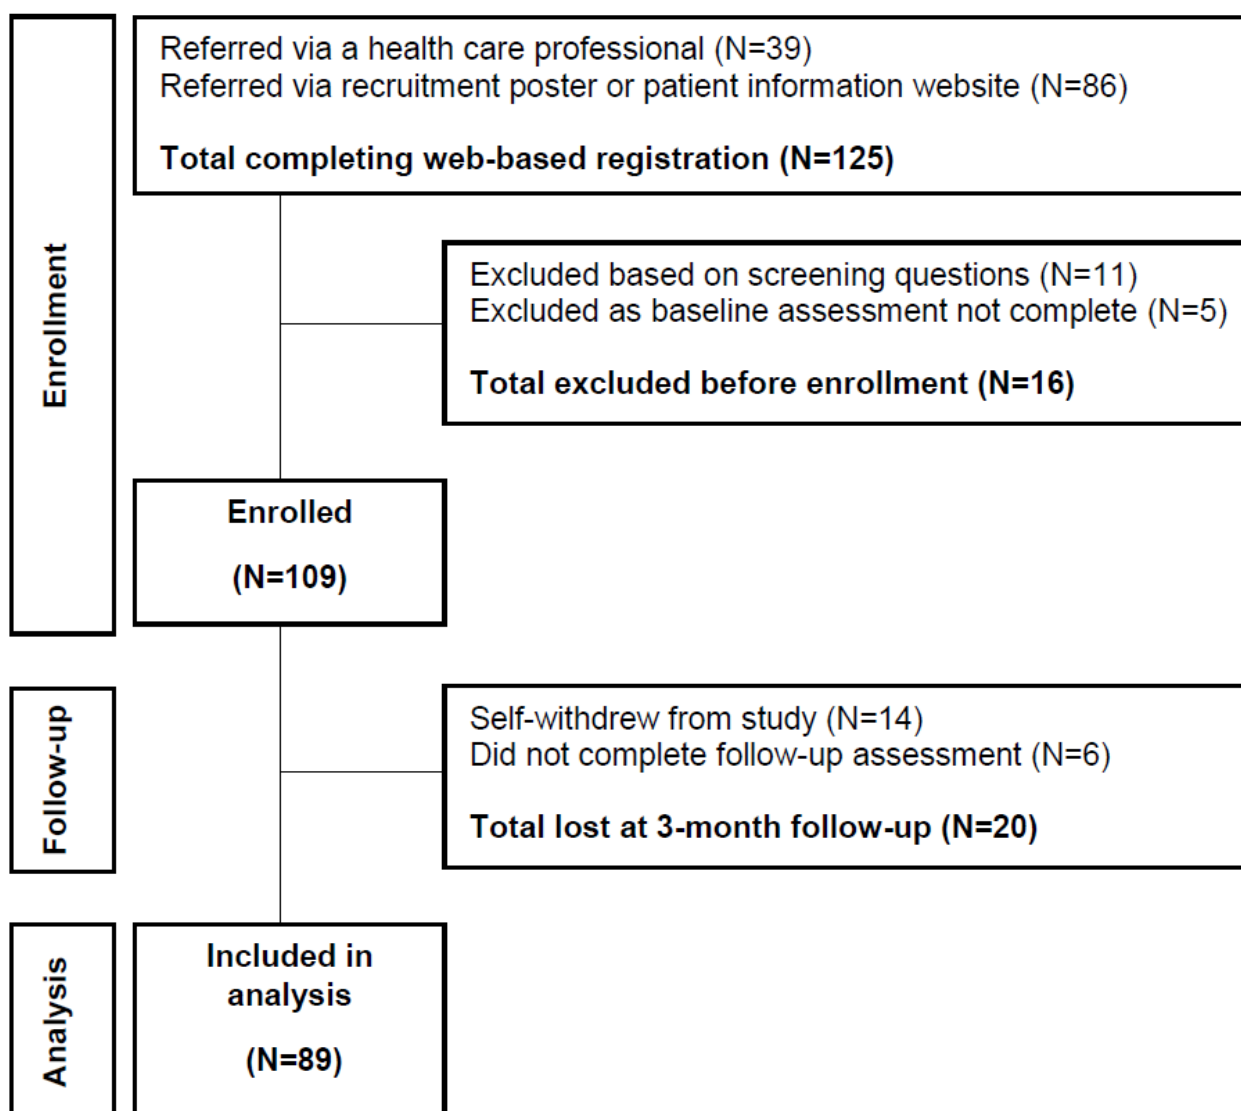 Enrollment
Referred via a health care professional (N=39)
Referred via recruitment poster or patient information website (N=86)
Total completing web-based registration (N=125)
Excluded based on screening questions (N=11)
Excluded as baseline assessment not complete (N=5)
Total excluded before enrollment (N=16)
Enrolled
(N=109)
Follow-up
Self-withdrew from study (N=14)
Did not complete follow-up assessment (N=6)
Total lost at 3-month follow-up (N=20)
Analysis
Included in
analysis
(N=89)